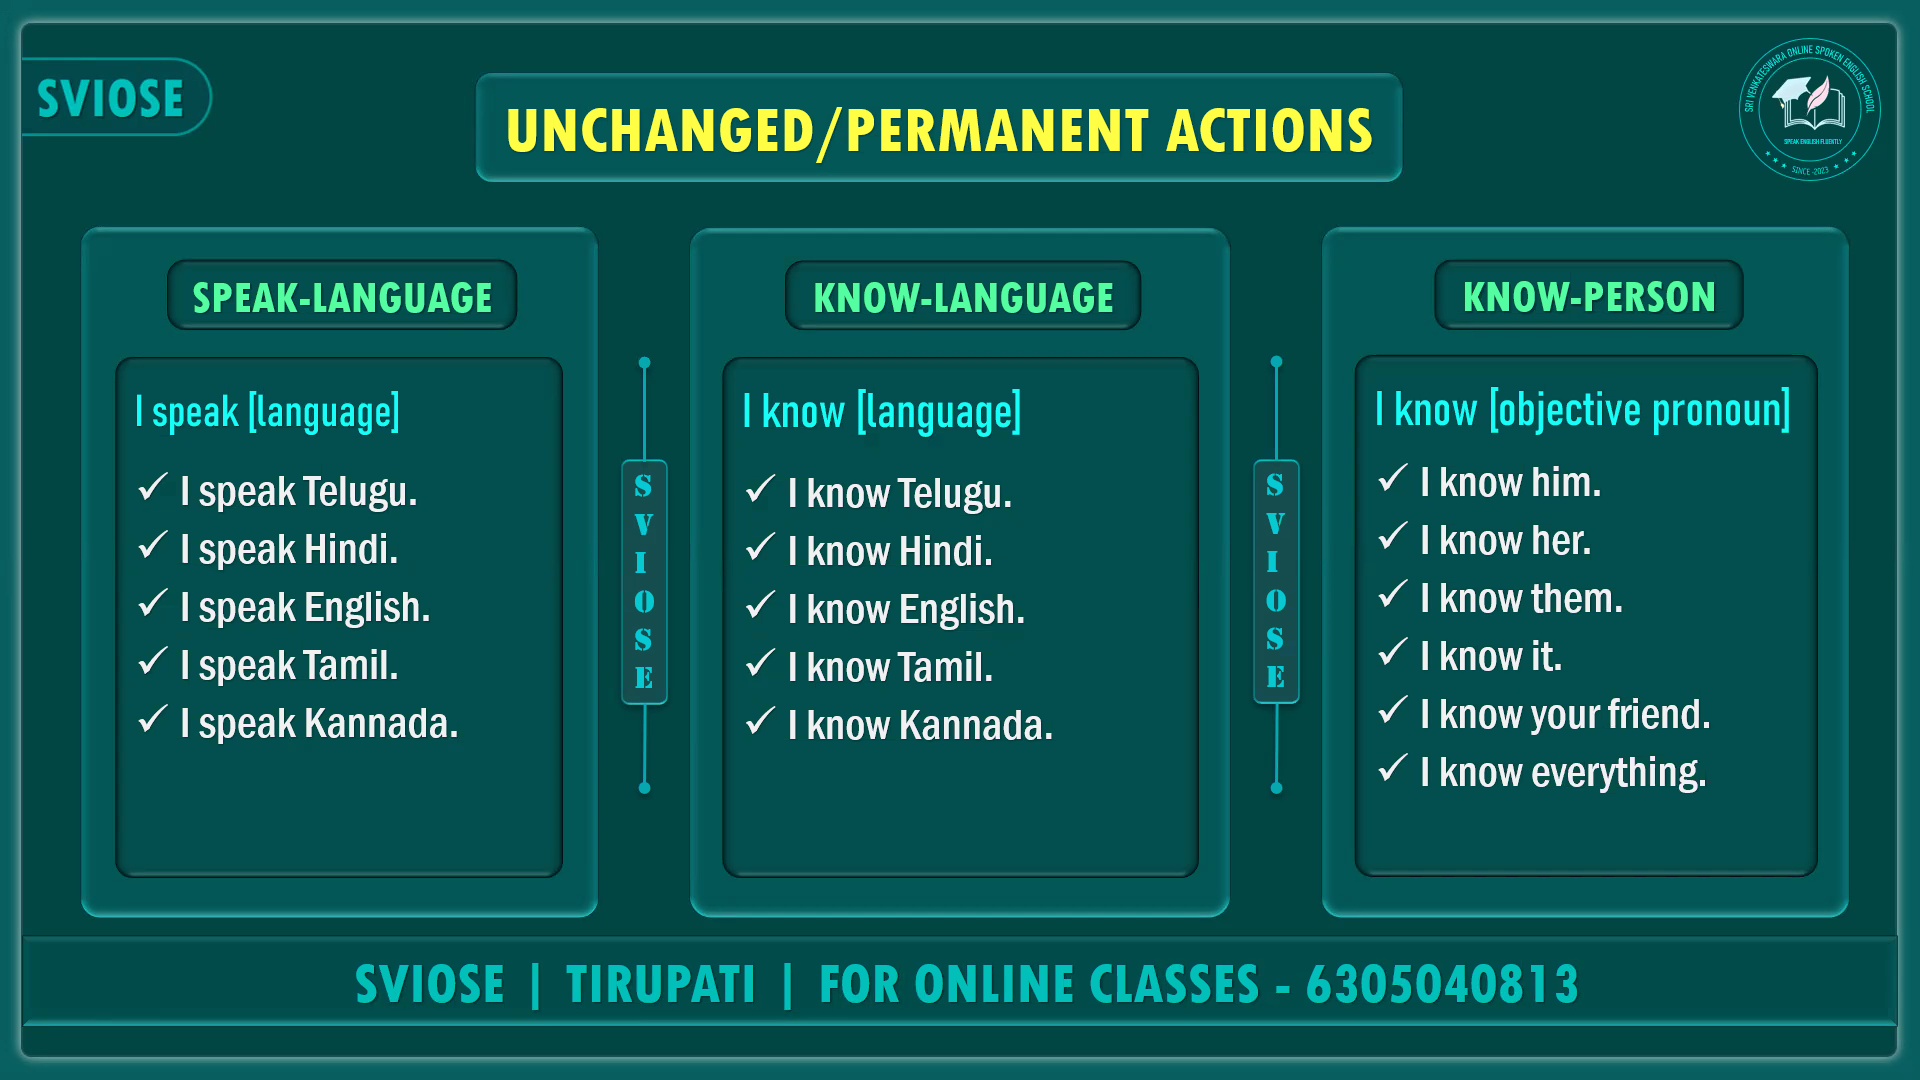 SVIOSE
UNCHANGED/PERMANENT ACTIONS
SRI VENKATESWARA ONLINE SPOKEN ENGLISH SCHOOL
SPEAK ENGLISH FLUENTLY
SINCE -2023
SPEAK-LANGUAGE
I speak [language]
✓ I speak Telugu.
✓ I speak Hindi.
✓ I speak English.
✓ I speak Tamil.
✓ I speak Kannada.
SVIOSE
KNOW-LANGUAGE
I know [language]
✓ I know Telugu.
✓ I know Hindi.
✓ I know English.
✓ I know Tamil.
✓ I know Kannada.
SVIOSE
KNOW-PERSON
I know [objective pronoun]
✓ I know him.
✓ I know her.
✓ I know them.
✓ I know it.
✓ I know your friend.
✓ I know everything.
SVIOSE | TIRUPATI | FOR ONLINE CLASSES - 6305040813